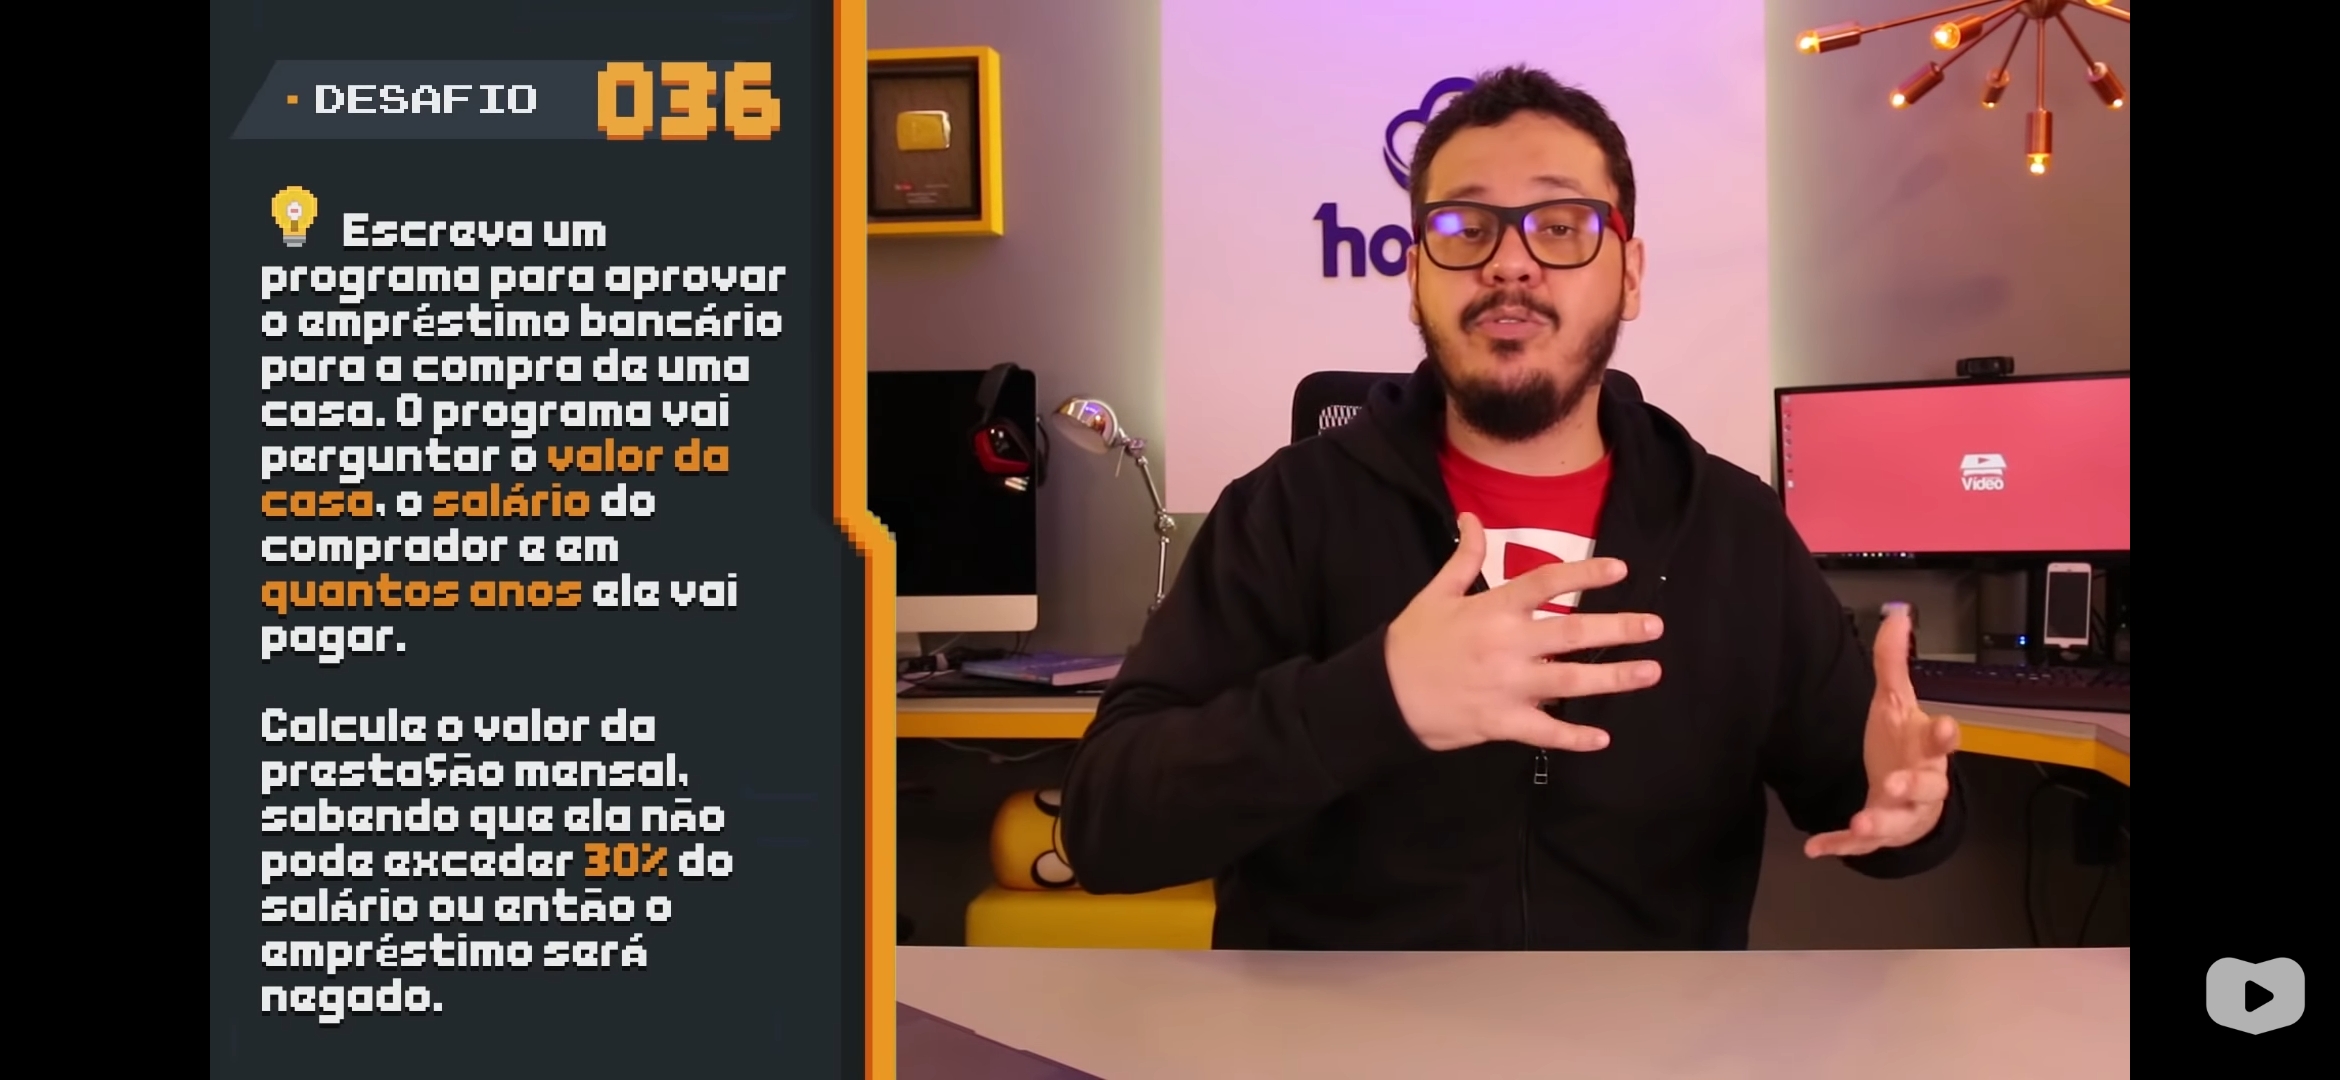 DESAFIO 036
Escreva um
programa para aprovar
o empréstimo bancário
para a compra de uma
casa. O programa vai
perguntar o valor da
casa, o salário do
comprador e em
quantos anos ele vai
pagar.
Calcule o valor da
prestação mensal,
sabendo que ela não
pode exceder 30% do
salário ou então o
empréstimo será
negado.
ho
Vídeo